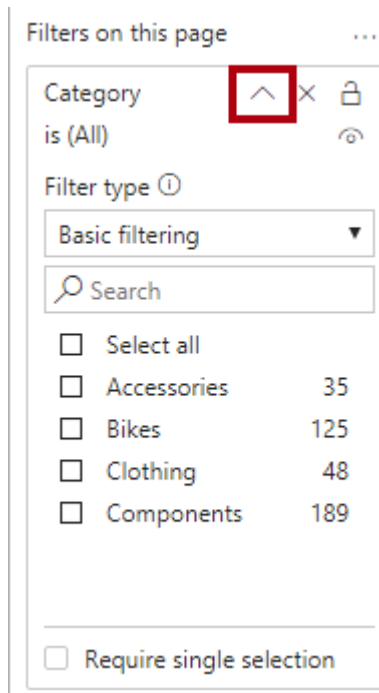 Filters on this page ...
Category
is (All)
Filter type ⓘ
Basic filtering
Search
Select all
Accessories 35
Bikes 125
Clothing 48
Components 189
Require single selection